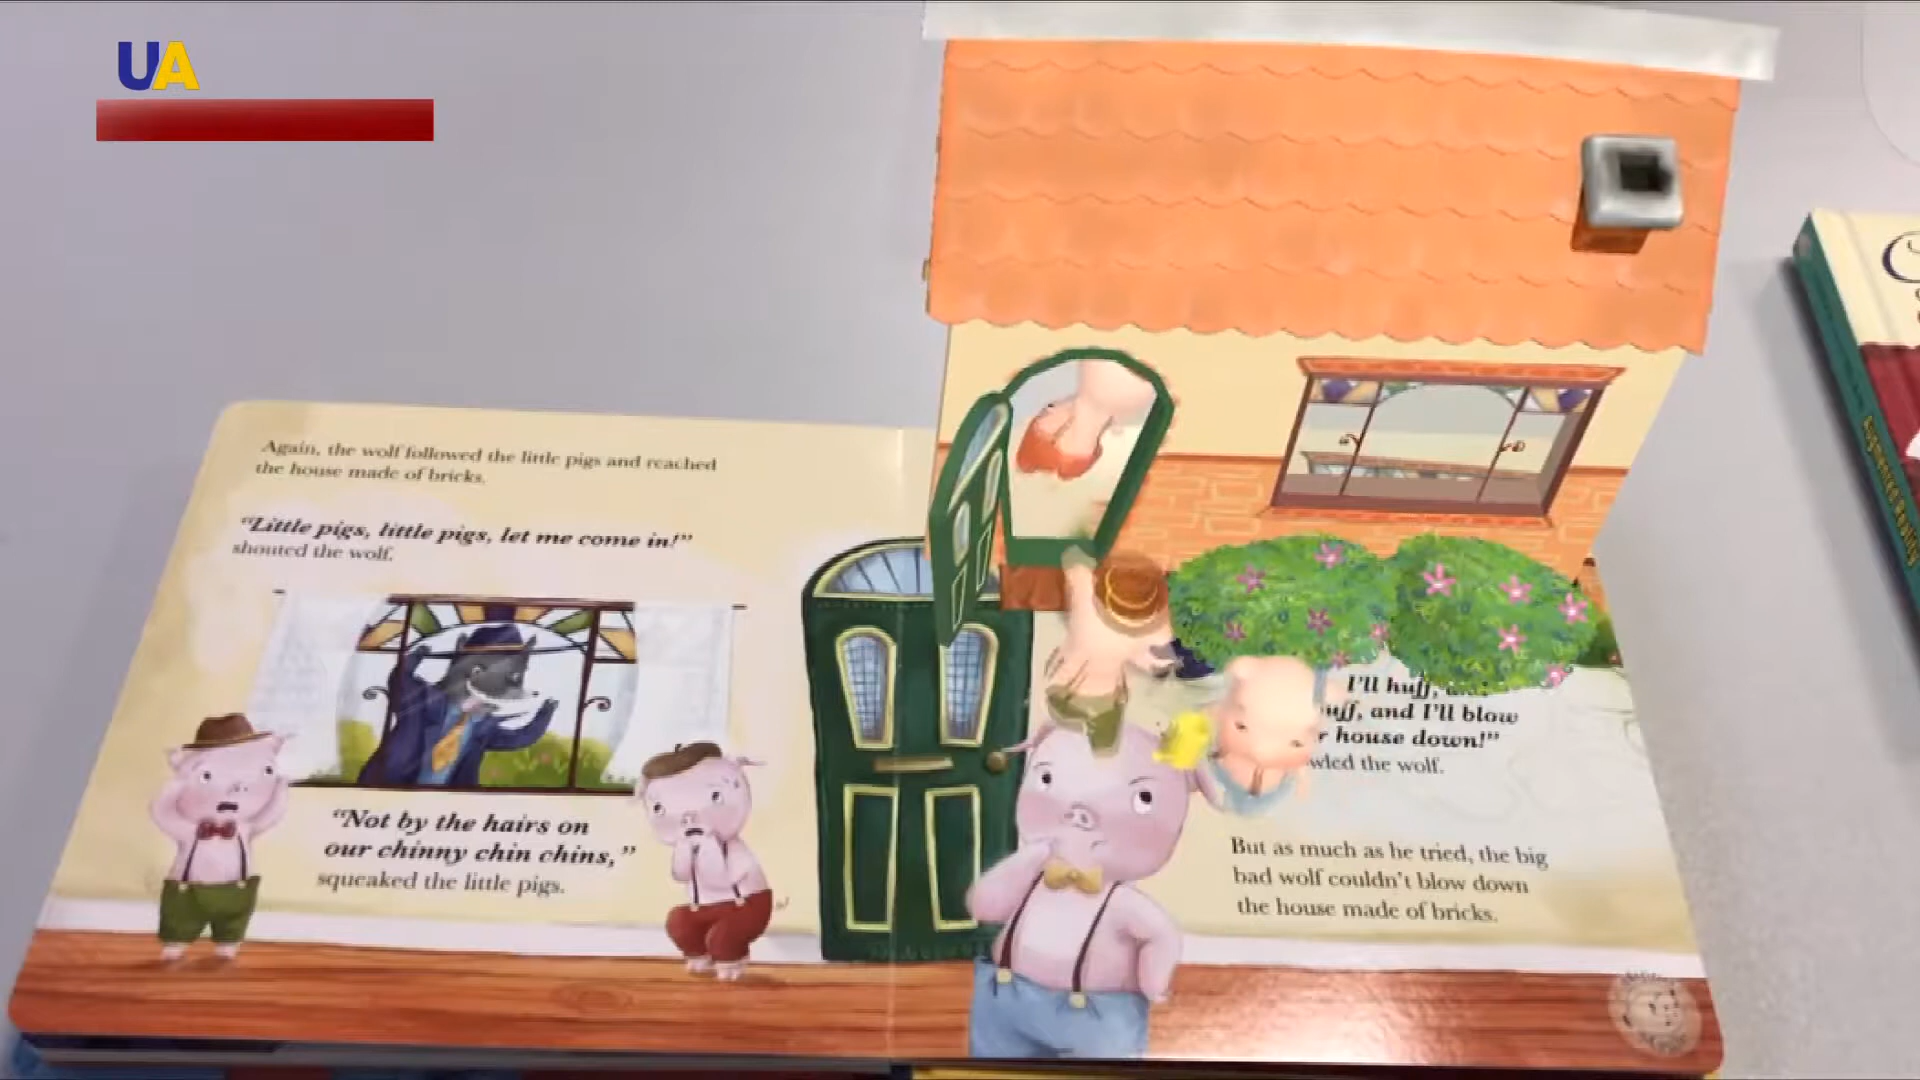 UA
Again, the wolf followed the little pigs and reached
the house made of bricks.
“Little pigs, little pigs, let me come in!”
shouted the wolf.
“Not by the hairs on
our chinny chin chins,”
squeaked the little pigs.
I'll huff,
uff, and I'll blow
r house down!”
wled the wolf.
But as much as he tried, the big
bad wolf couldn't blow down
the house made of bricks.
Augmented Reality